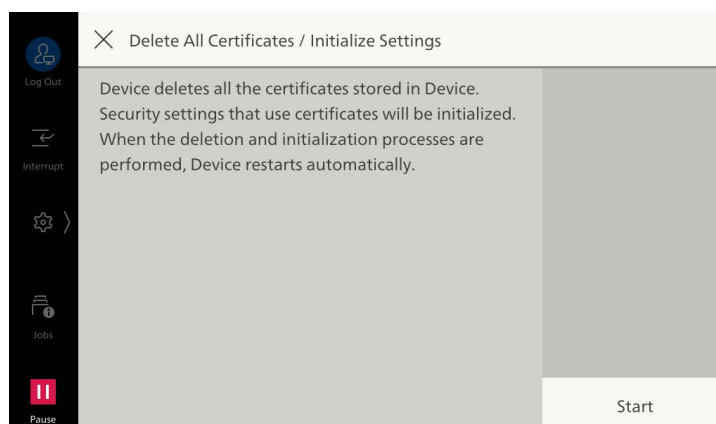 Delete All Certificates / Initialize Settings
Log Out
Device deletes all the certificates stored in Device.
Security settings that use certificates will be initialized.
When the deletion and initialization processes are
performed, Device restarts automatically.
Interrupt
Jobs
Pause
Start